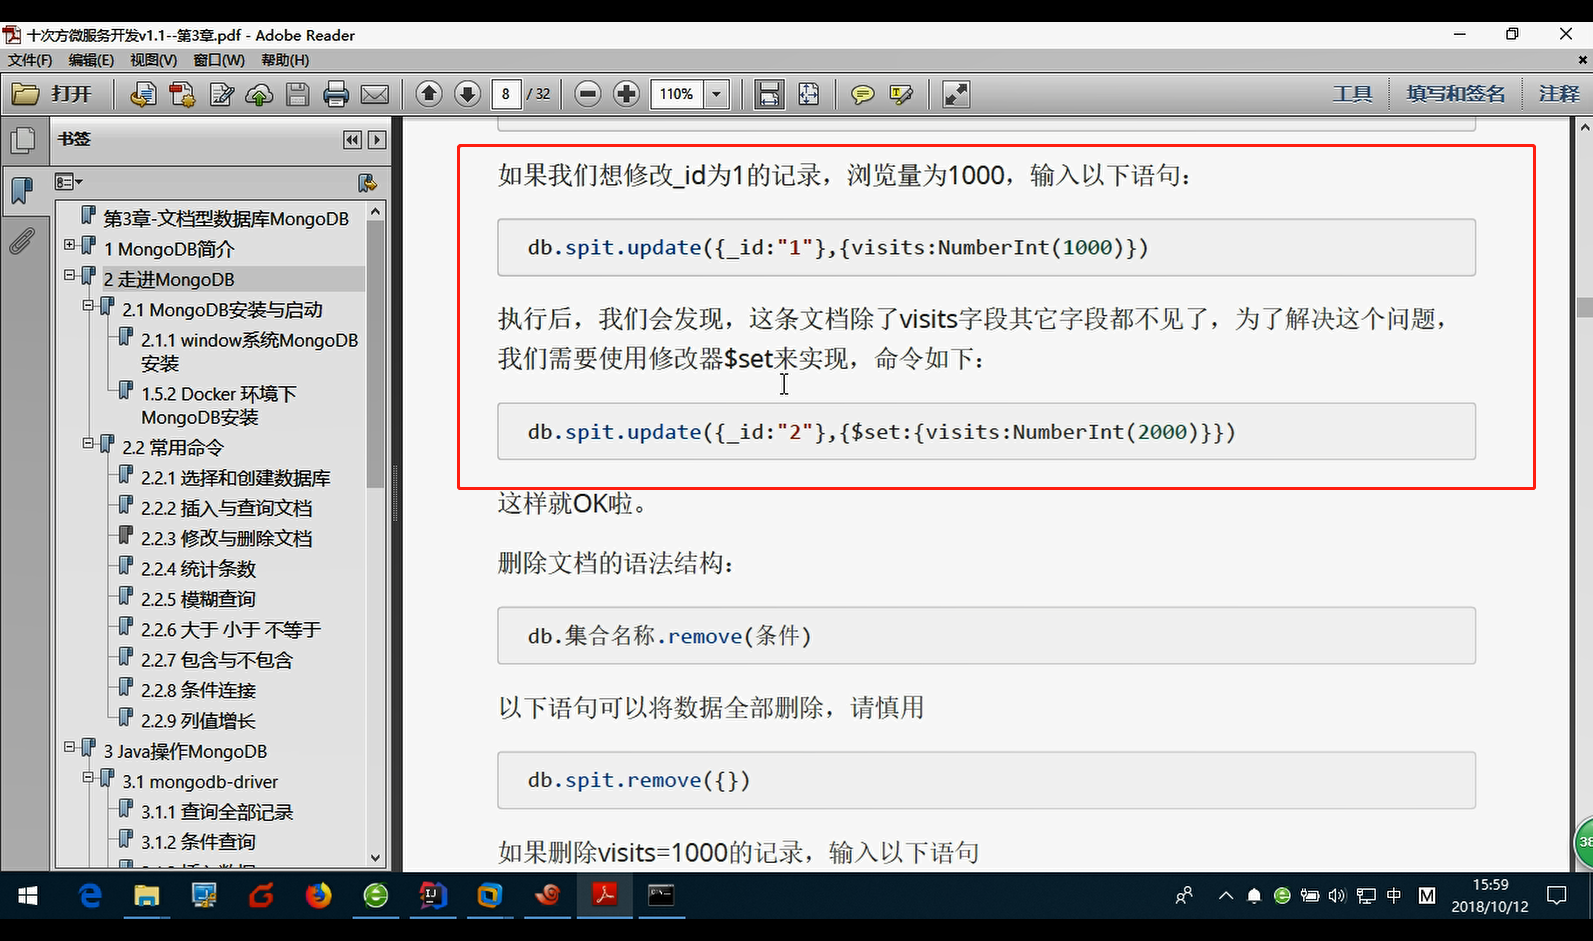 十次方微服务开发v1.1--第3章.pdf - Adobe Reader
文件(F) 编辑(E) 视图(V) 窗口(W) 帮助(H)
打开 8 / 32 110% 工具 填写和签名 注释
书签
第3章-文档型数据库MongoDB
1 MongoDB简介
2 走进MongoDB
2.1 MongoDB安装与启动
2.1.1 window系统MongoDB
安装
1.5.2 Docker 环境下
MongoDB安装
2.2 常用命令
2.2.1 选择和创建数据库
2.2.2 插入与查询文档
2.2.3 修改与删除文档
2.2.4 统计条数
2.2.5 模糊查询
2.2.6 大于 小于 不等于
2.2.7 包含与不包含
2.2.8 条件连接
2.2.9 列值增长
3 Java操作MongoDB
3.1 mongodb-driver
3.1.1 查询全部记录
3.1.2 条件查询
如果我们想修改_id为1的记录，浏览量为1000，输入以下语句：
db.spit.update({_id:"1"},{visits:NumberInt(1000)})
执行后，我们会发现，这条文档除了visits字段其它字段都不见了，为了解决这个问题，
我们需要使用修改器$set来实现，命令如下：
db.spit.update({_id:"2"},{$set:{visits:NumberInt(2000)}})
这样就OK啦。
删除文档的语法结构：
db.集合名称.remove(条件)
以下语句可以将数据全部删除，请慎用
db.spit.remove({})
如果删除visits=1000的记录，输入以下语句
38
中 M 15:59
2018/10/12